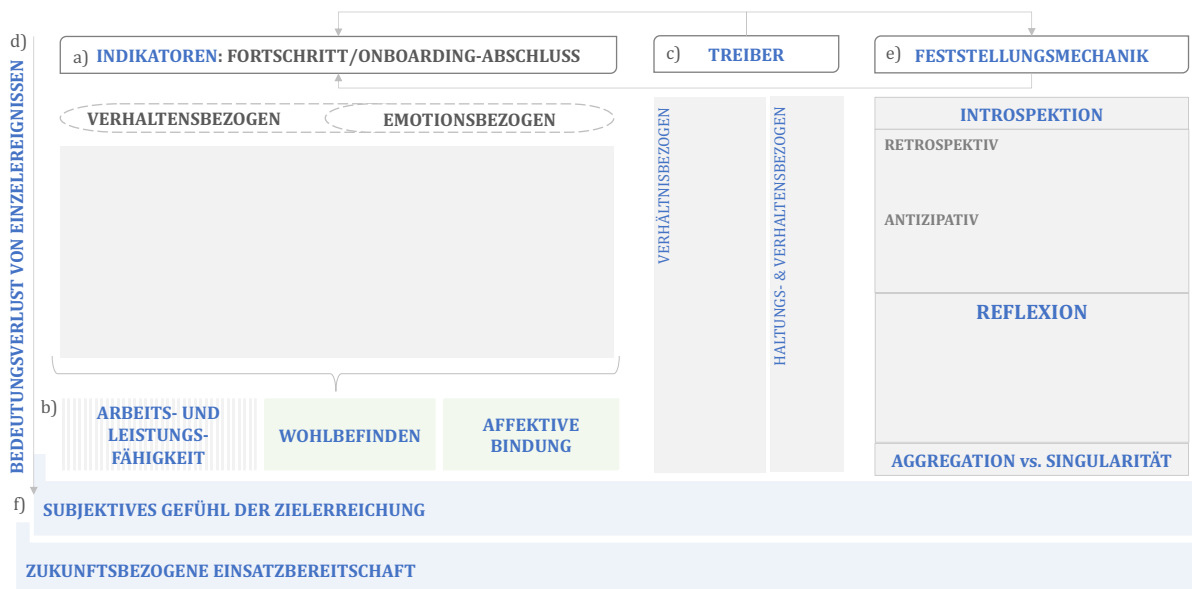 d)
BEDEUTUNGSVERLUST VON EINZELEREIGNISSEN
a) INDIKATOREN: FORTSCHRITT/ONBOARDING-ABSCHLUSS
c) TREIBER
e) FESTSTELLUNGSMECHANIK
VERHALTENSBEZOGEN
EMOTIONSBEZOGEN
VERHÄLTNISBEZOGEN
HALTUNGS- & VERHALTENSBEZOGEN
INTROSPEKTION
RETROSPEKTIV
ANTIZIPATIV
REFLEXION
AGGREGATION vs. SINGULARITÄT
b)
ARBEITS- UND
LEISTUNGS-
FÄHIGKEIT
WOHLBEFINDEN
AFFEKTIVE
BINDUNG
f)
SUBJEKTIVES GEFÜHL DER ZIELERREICHUNG
ZUKUNFTSBEZOGENE EINSATZBEREITSCHAFT